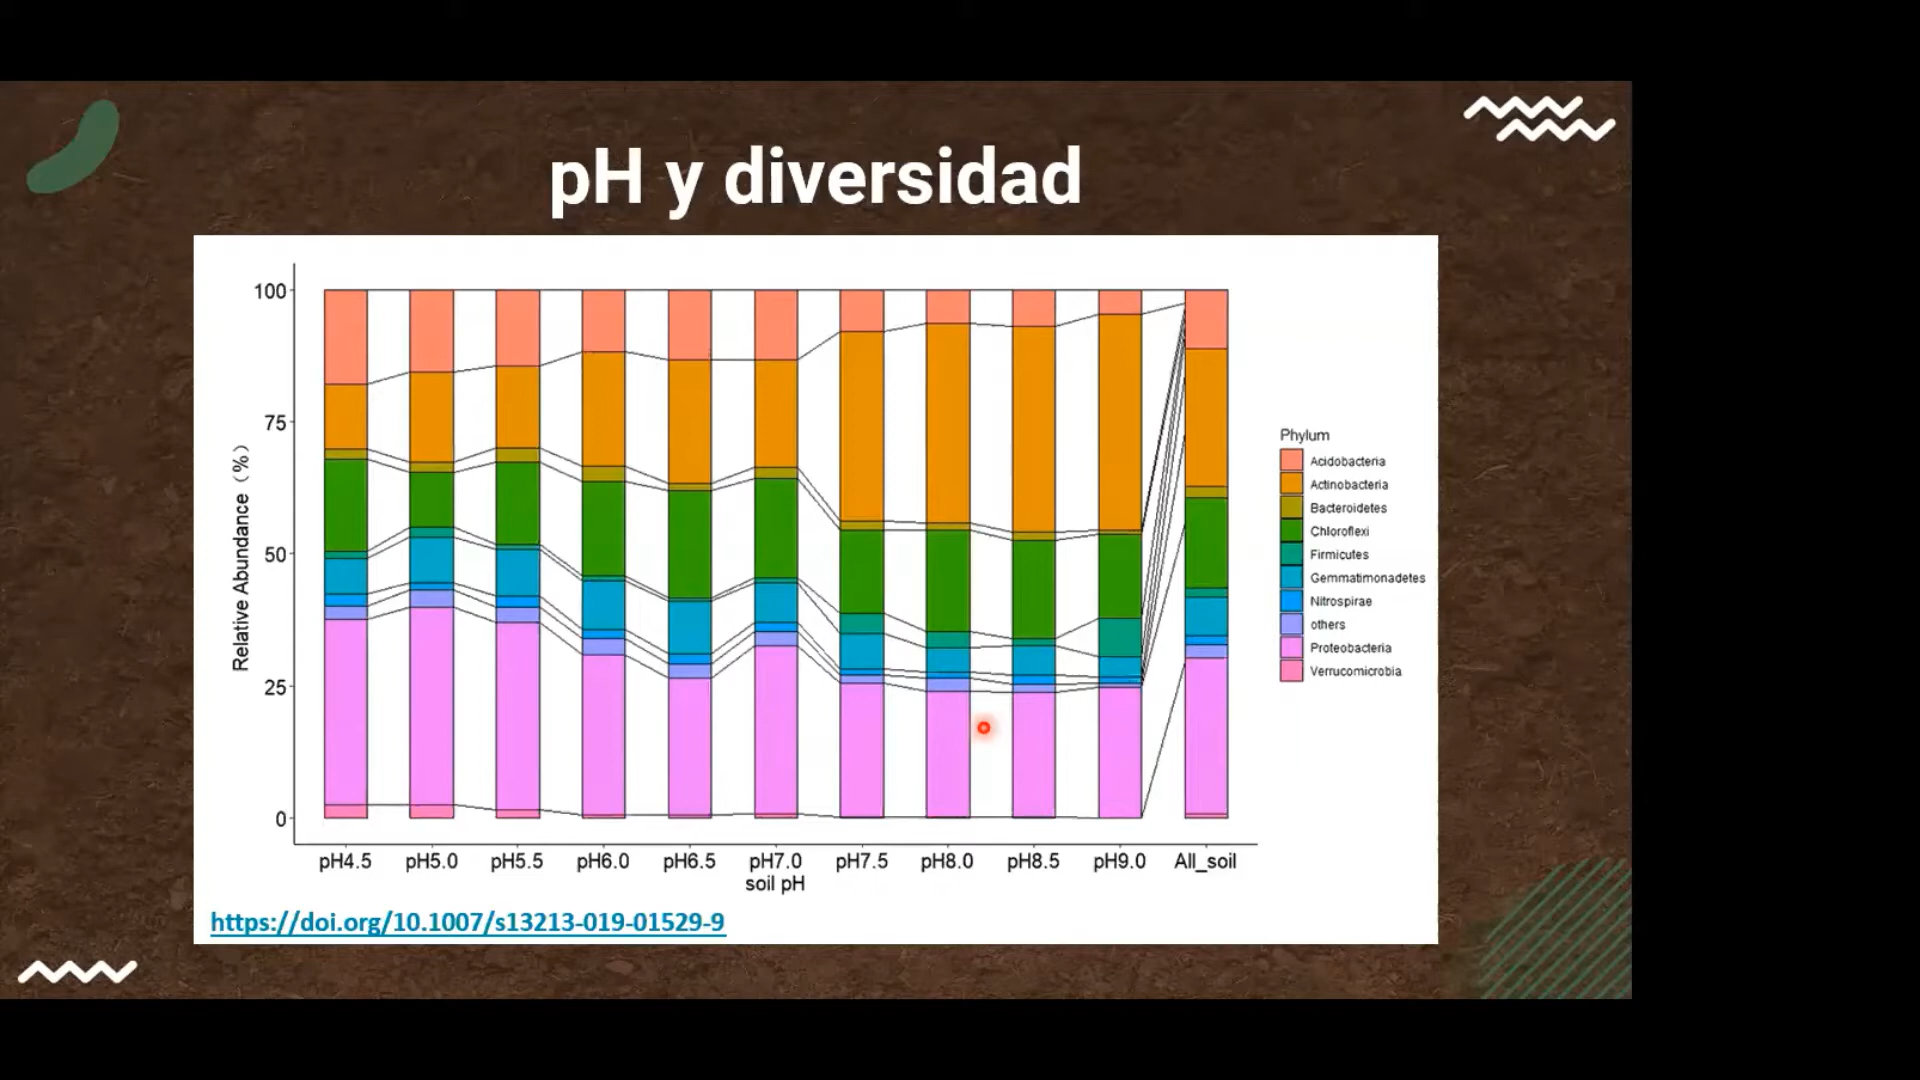 pH y diversidad
Relative Abundance（%）
100
75
50
25
0
pH4.5 pH5.0 pH5.5 pH6.0 pH6.5 pH7.0 pH7.5 pH8.0 pH8.5 pH9.0 All_soil
soil pH
Phylum
Acidobacteria
Actinobacteria
Bacteroidetes
Chloroflexi
Firmicutes
Gemmatimonadetes
Nitrospirae
others
Proteobacteria
Verrucomicrobia
https://doi.org/10.1007/s13213-019-01529-9